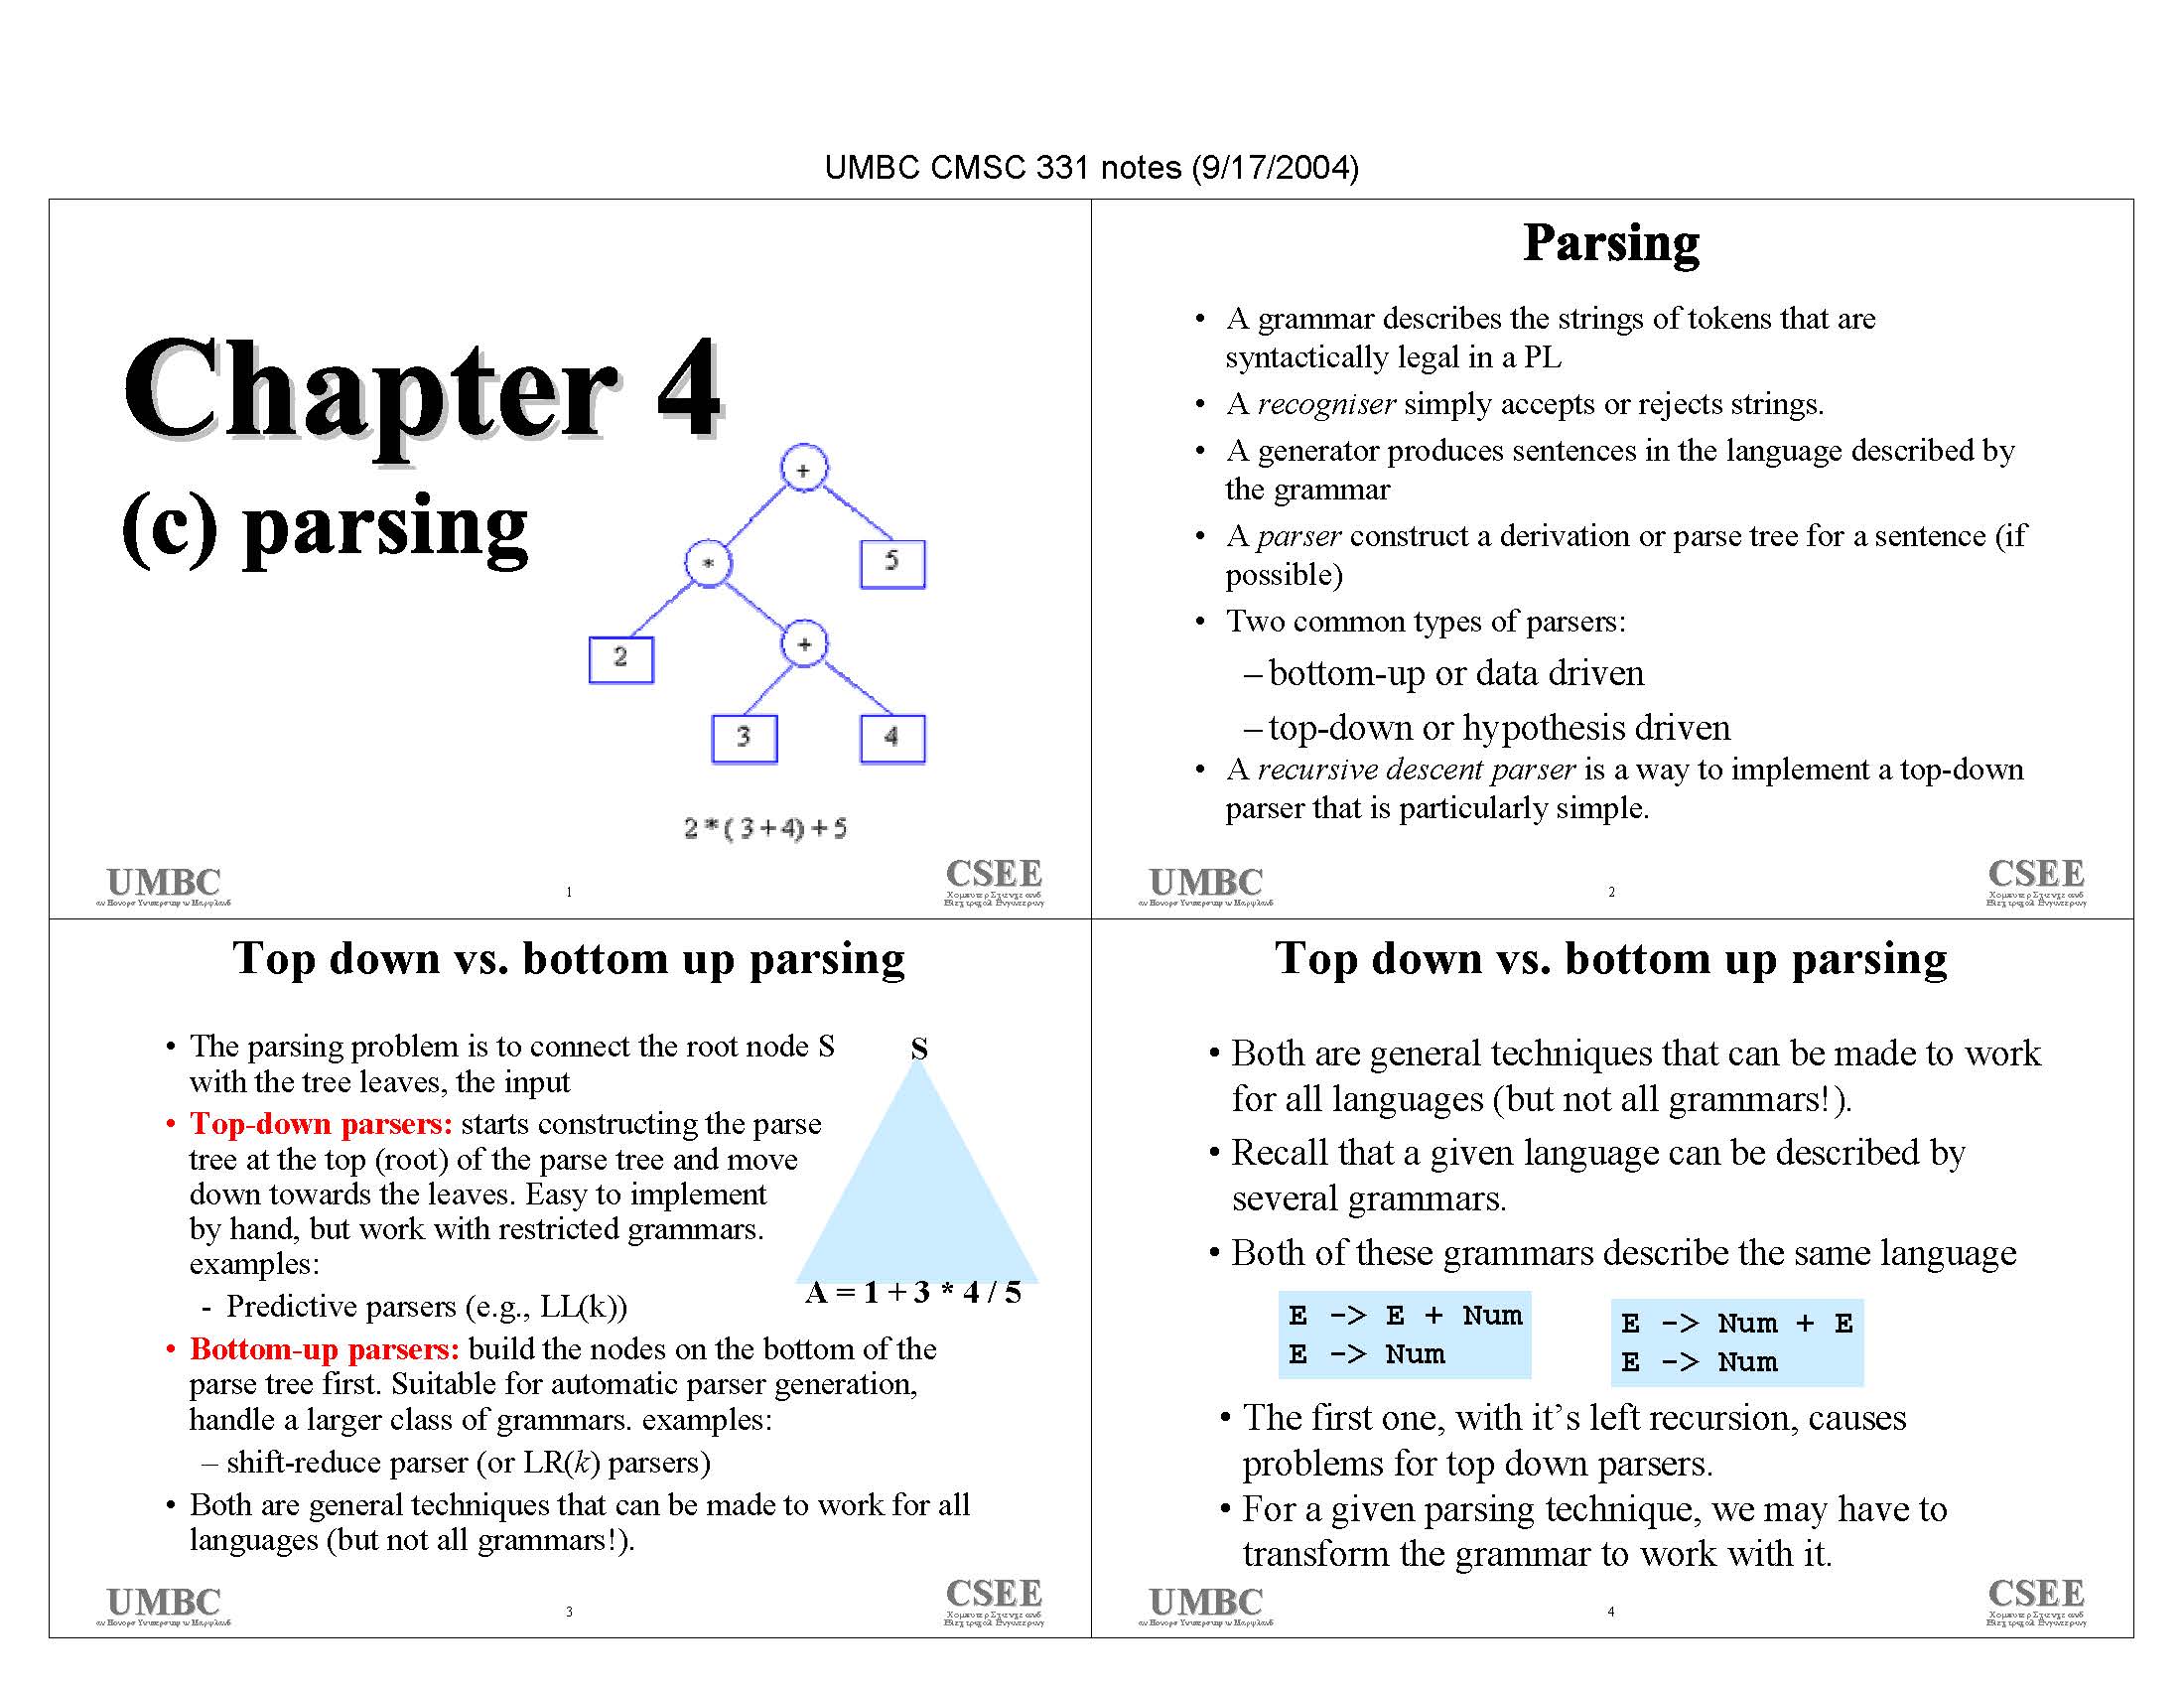 UMBC CMSC 331 notes (9/17/2004)
Chapter 4
(c) parsing
+
*
5
2
+
3
4
2 * ( 3 + 4) + 5
UMBC
1
CSEE
Parsing
• A grammar describes the strings of tokens that are
syntactically legal in a PL
• A recogniser simply accepts or rejects strings.
• A generator produces sentences in the language described by
the grammar
• A parser construct a derivation or parse tree for a sentence (if
possible)
• Two common types of parsers:
– bottom-up or data driven
– top-down or hypothesis driven
• A recursive descent parser is a way to implement a top-down
parser that is particularly simple.
UMBC
2
CSEE
Top down vs. bottom up parsing
• The parsing problem is to connect the root node S
with the tree leaves, the input
• Top-down parsers: starts constructing the parse
tree at the top (root) of the parse tree and move
down towards the leaves. Easy to implement
by hand, but work with restricted grammars.
examples:
- Predictive parsers (e.g., LL(k))
• Bottom-up parsers: build the nodes on the bottom of the
parse tree first. Suitable for automatic parser generation,
handle a larger class of grammars. examples:
– shift-reduce parser (or LR(k) parsers)
• Both are general techniques that can be made to work for all
languages (but not all grammars!).
S
A = 1 + 3 * 4 / 5
UMBC
3
CSEE
Top down vs. bottom up parsing
• Both are general techniques that can be made to work
for all languages (but not all grammars!).
• Recall that a given language can be described by
several grammars.
• Both of these grammars describe the same language
E -> E + Num
E -> Num
E -> Num + E
E -> Num
• The first one, with it’s left recursion, causes
problems for top down parsers.
• For a given parsing technique, we may have to
transform the grammar to work with it.
UMBC
4
CSEE